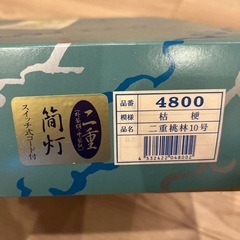 二重
筒灯
スイッチ式コード付
品番 4800
模様 桔梗
品名 二重桃林10号
4 532422 048002